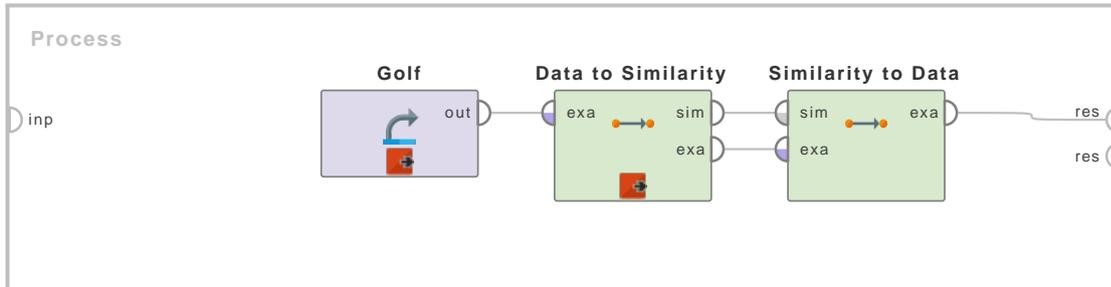 Process
Golf
Data to Similarity
Similarity to Data
inp
out
exa
sim
exa
sim
exa
exa
res
res